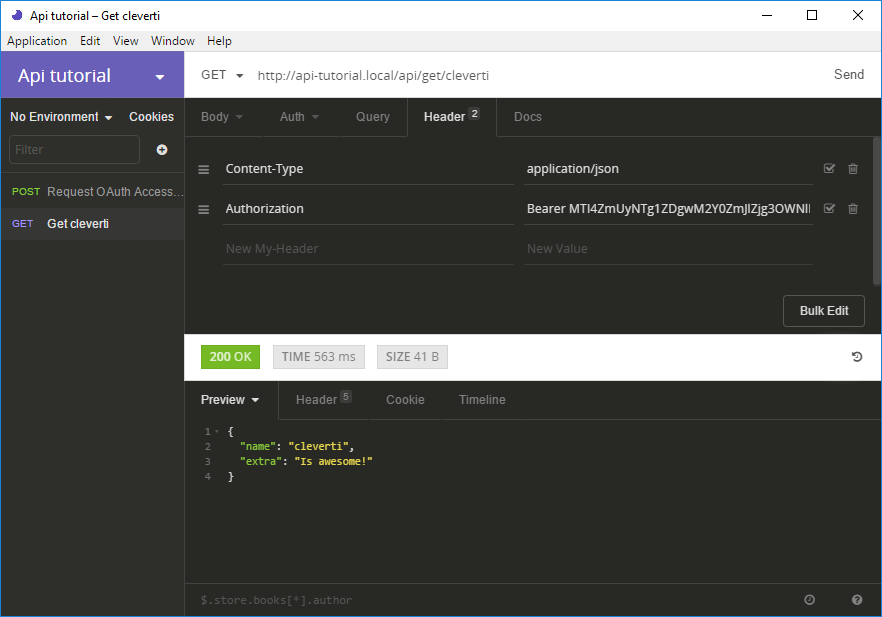 Api tutorial – Get cleverti
Application Edit View Window Help
Api tutorial
GET http://api-tutorial.local/api/get/cleverti Send
No Environment Cookies
Filter
POST Request OAuth Access...
GET Get cleverti
Body Auth Query Header 2 Docs
Content-Type application/json
Authorization Bearer
New My-Header New Value
Bulk Edit
200 OK TIME 563 ms SIZE 41 B
Preview Header 5 Cookie Timeline
1 {
2 "name": "cleverti",
3 "extra": "Is awesome!"
4 }
$.store.books[*].author